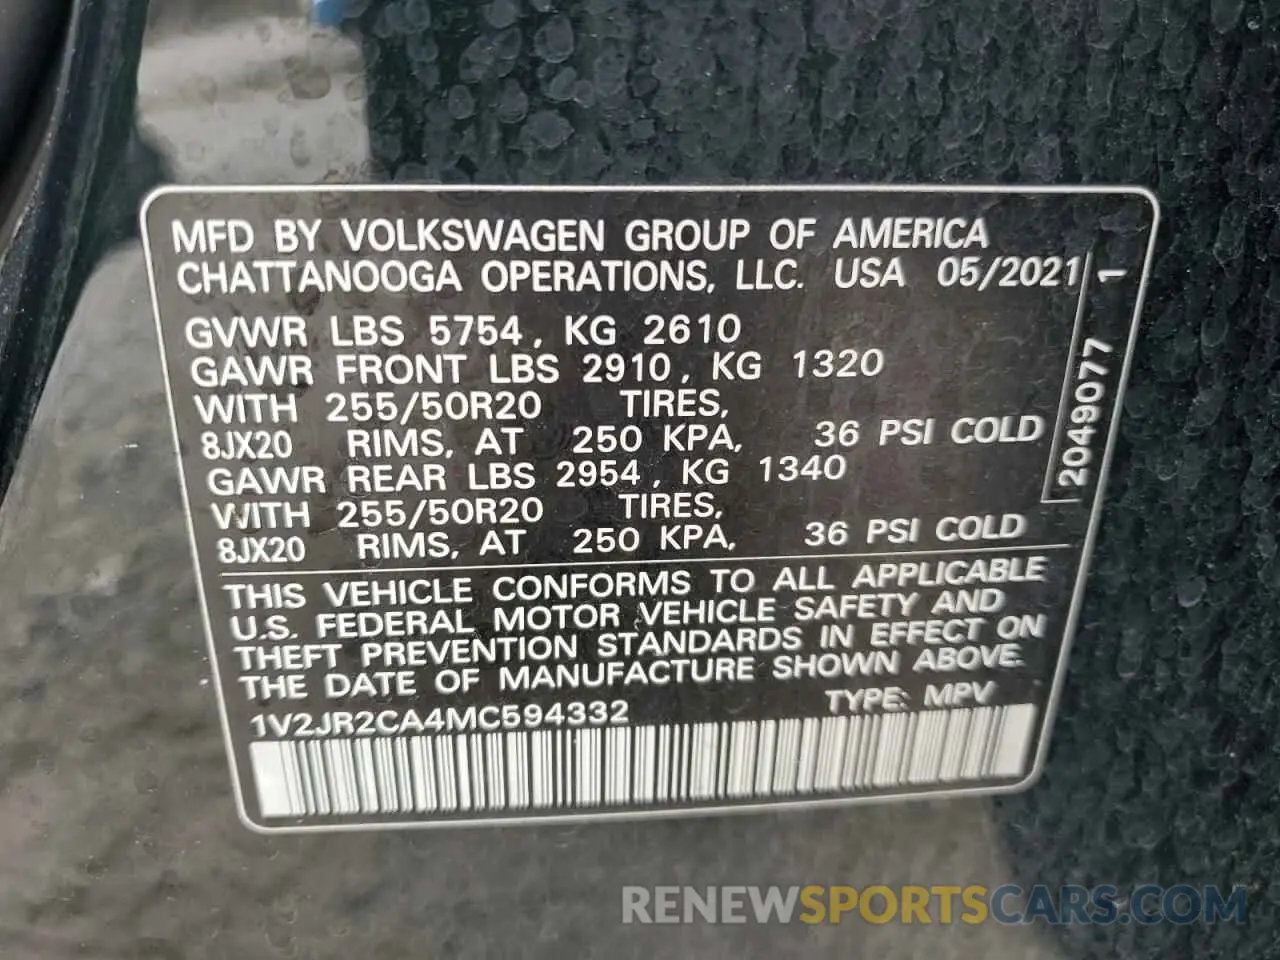 MFD BY VOLKSWAGEN GROUP OF AMERICA
CHATTANOOGA OPERATIONS, LLC. USA 05/2021
GVWR LBS 5754, KG 2610
GAWR FRONT LBS 2910, KG 1320
WITH 255/50R20 TIRES,
8JX20 RIMS, AT 250 KPA, 36 PSI COLD
GAWR REAR LBS 2954, KG 1340
WITH 255/50R20 TIRES,
8JX20 RIMS, AT 250 KPA, 36 PSI COLD
2049077 1
THIS VEHICLE CONFORMS TO ALL APPLICABLE
U.S. FEDERAL MOTOR VEHICLE SAFETY AND
THEFT PREVENTION STANDARDS IN EFFECT ON
THE DATE OF MANUFACTURE SHOWN ABOVE.
1V2JR2CA4MC594332 TYPE: MPV
RENEWSPORTSCARS.COM